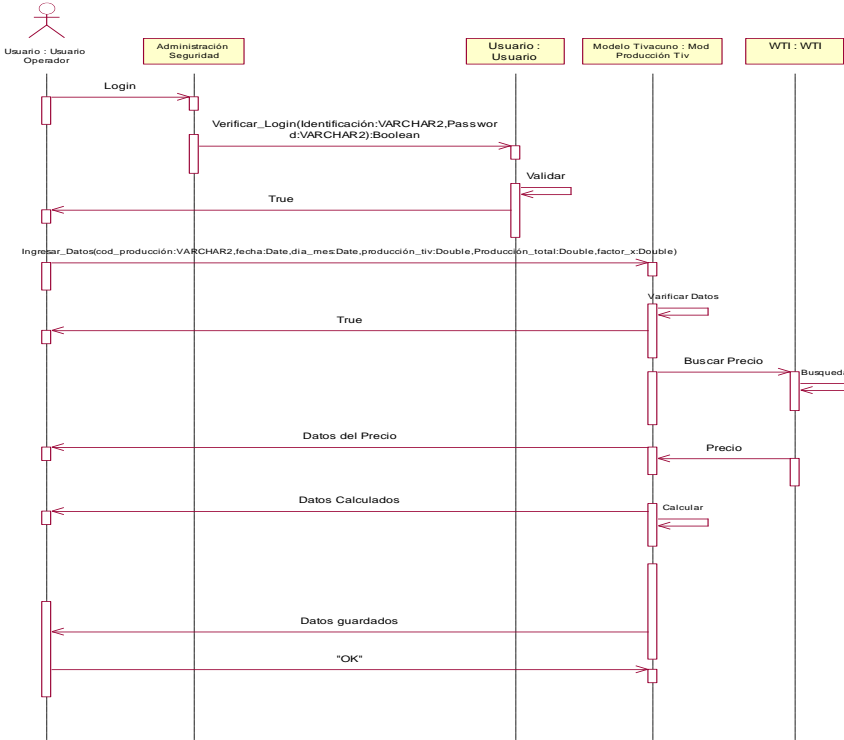 Usuario : Usuario
Operador
Administración
Seguridad
Usuario :
Usuario
Modelo Tivacuno : Mod
Producción Tiv
WTI : WTI
Login
Verificar_Login(Identificación:VARCHAR2,Passwor
d:VARCHAR2):Boolean
Validar
True
Ingresar_Datos(cod_producción:VARCHAR2,fecha:Date,dia_mes:Date,producción_tiv:Double,Producción_total:Double,factor_x:Double)
Varificar Datos
True
Buscar Precio
Busqueda
Datos del Precio
Precio
Datos Calculados
Calcular
Datos guardados
"OK"